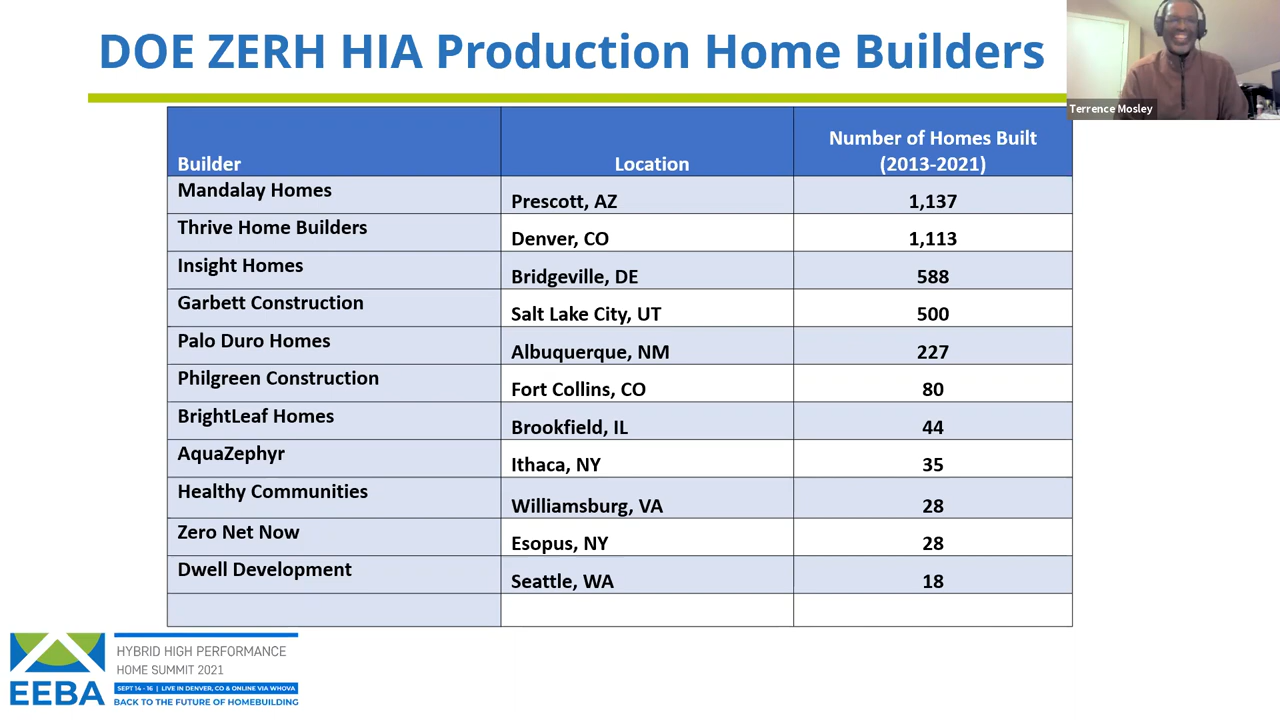 DOE ZERH HIA Production Home Builders
Terrence Mosley
Builder Location Number of Homes Built (2013-2021)
Mandalay Homes Prescott, AZ 1,137
Thrive Home Builders Denver, CO 1,113
Insight Homes Bridgeville, DE 588
Garbett Construction Salt Lake City, UT 500
Palo Duro Homes Albuquerque, NM 227
Philgreen Construction Fort Collins, CO 80
BrightLeaf Homes Brookfield, IL 44
AquaZephyr Ithaca, NY 35
Healthy Communities Williamsburg, VA 28
Zero Net Now Esopus, NY 28
Dwell Development Seattle, WA 18
EEBA
HYBRID HIGH PERFORMANCE
HOME SUMMIT 2021
SEPT 14 - 16 | LIVE IN DENVER, CO & ONLINE VIA WHOVA
BACK TO THE FUTURE OF HOMEBUILDING